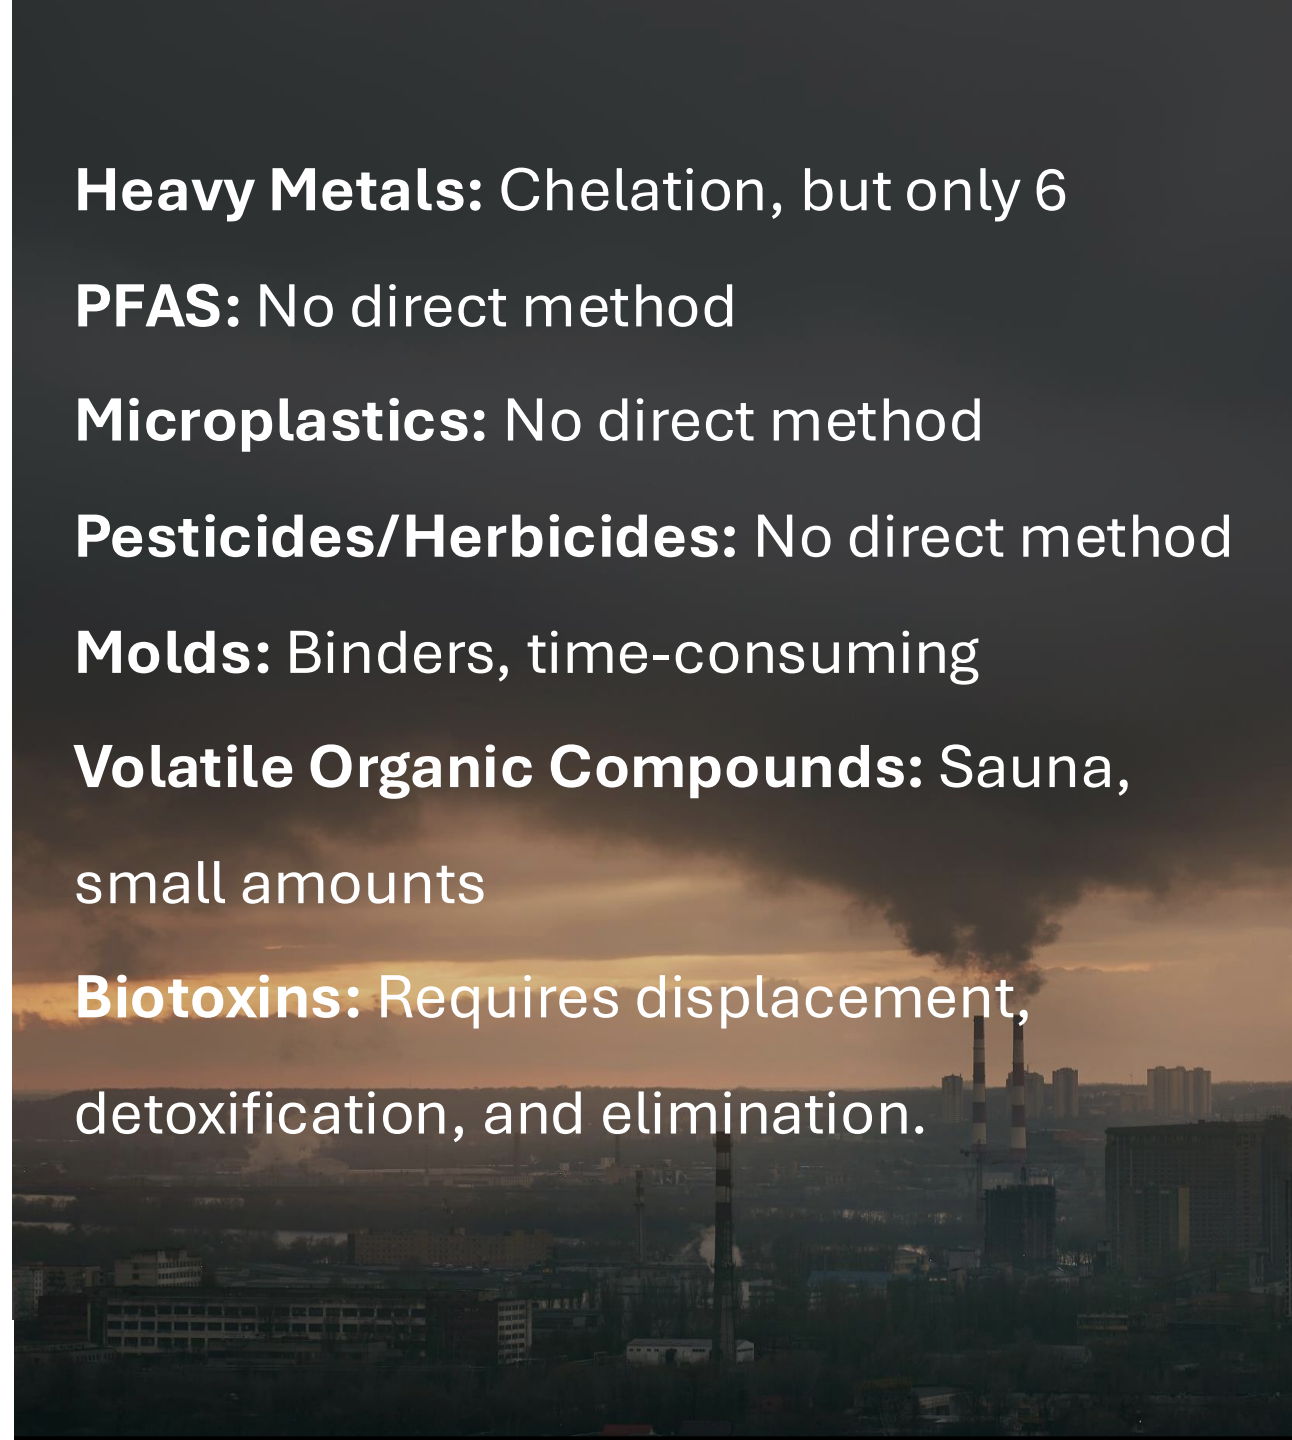 Heavy Metals: Chelation, but only 6
PFAS: No direct method
Microplastics: No direct method
Pesticides/Herbicides: No direct method
Molds: Binders, time-consuming
Volatile Organic Compounds: Sauna,
small amounts
Biotoxins: Requires displacement,
detoxification, and elimination.